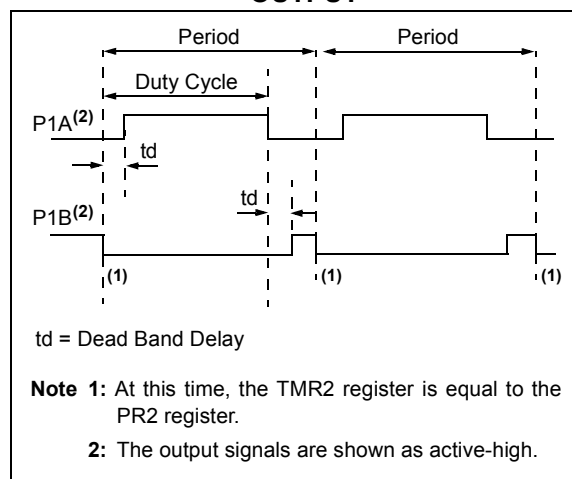 Period Period
Duty Cycle
P1A(2)
td
td
P1B(2)
(1) (1) (1)
td = Dead Band Delay
Note 1: At this time, the TMR2 register is equal to the
PR2 register.
2: The output signals are shown as active-high.